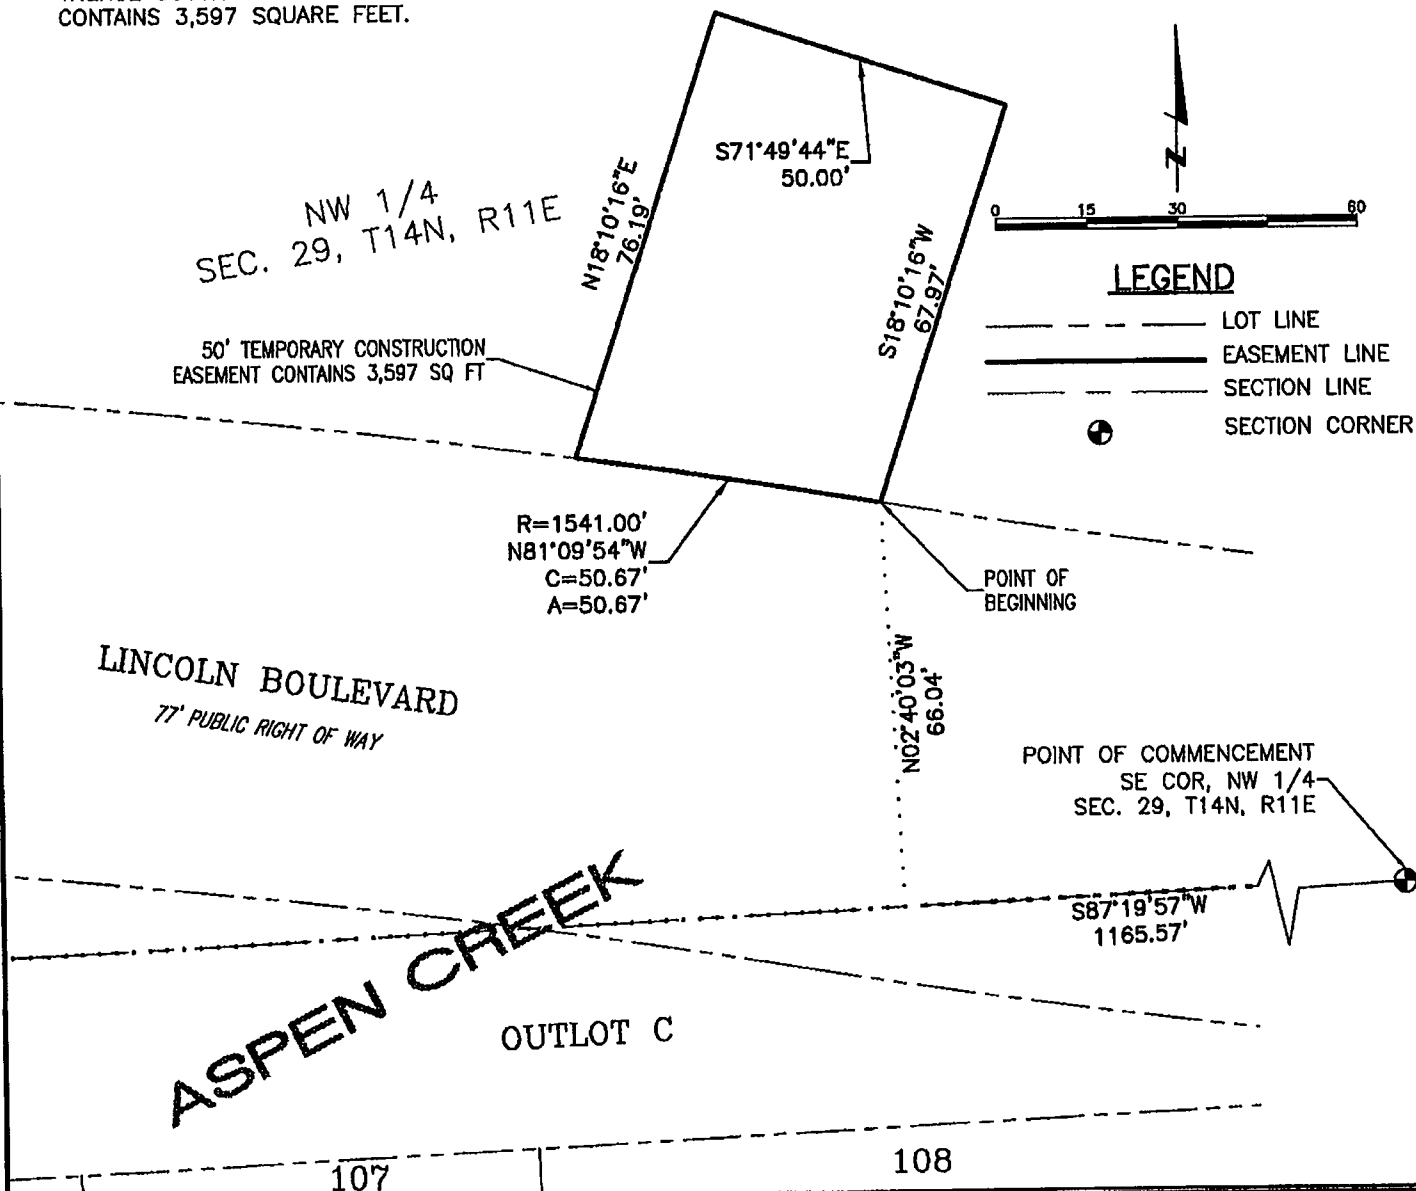 CONTAINS 3,597 SQUARE FEET.
S71°49'44"E
50.00'
N18°10'16"E
76.19'
NW 1/4
SEC. 29, T14N, R11E
S18°10'16"W
67.97'
N
0 15 30 60
LEGEND
LOT LINE
EASEMENT LINE
SECTION LINE
SECTION CORNER
50' TEMPORARY CONSTRUCTION
EASEMENT CONTAINS 3,597 SQ FT
R=1541.00'
N81°09'54"W
C=50.67'
A=50.67'
POINT OF
BEGINNING
LINCOLN BOULEVARD
77' PUBLIC RIGHT OF WAY
N02°40'03"W
66.04'
POINT OF COMMENCEMENT
SE COR, NW 1/4
SEC. 29, T14N, R11E
S87°19'57"W
1165.57'
ASPEN CREEK
OUTLOT C
107
108